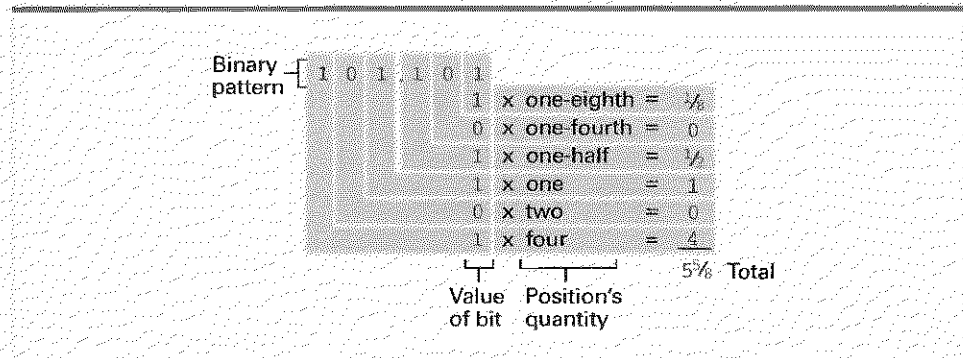 Binary pattern
1 0 1 . 1 0 1
1 x one-eighth = 1/8
0 x one-fourth = 0
1 x one-half = 1/2
1 x one = 1
0 x two = 0
1 x four = 4
5 5/8 Total
Value of bit
Position's quantity